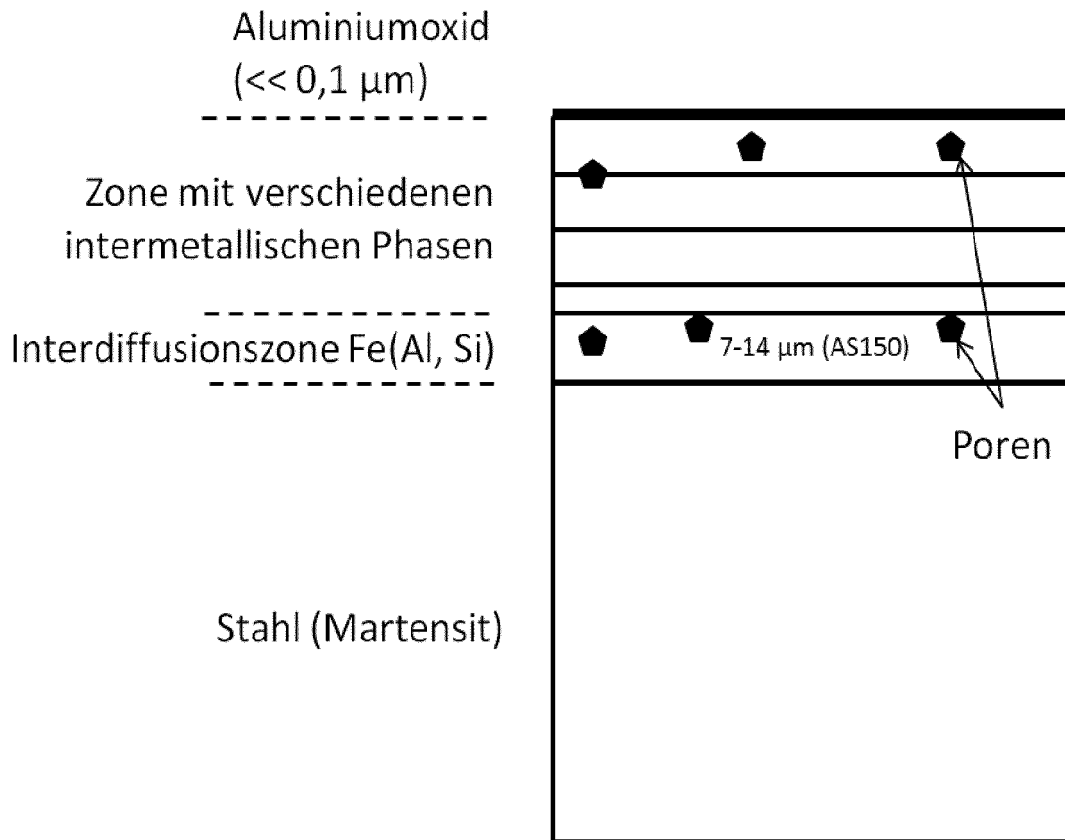 Aluminiumoxid
(<< 0,1 µm)
Zone mit verschiedenen
intermetallischen Phasen
Interdiffusionszone Fe(Al, Si)
7-14 µm (AS150)
Poren
Stahl (Martensit)